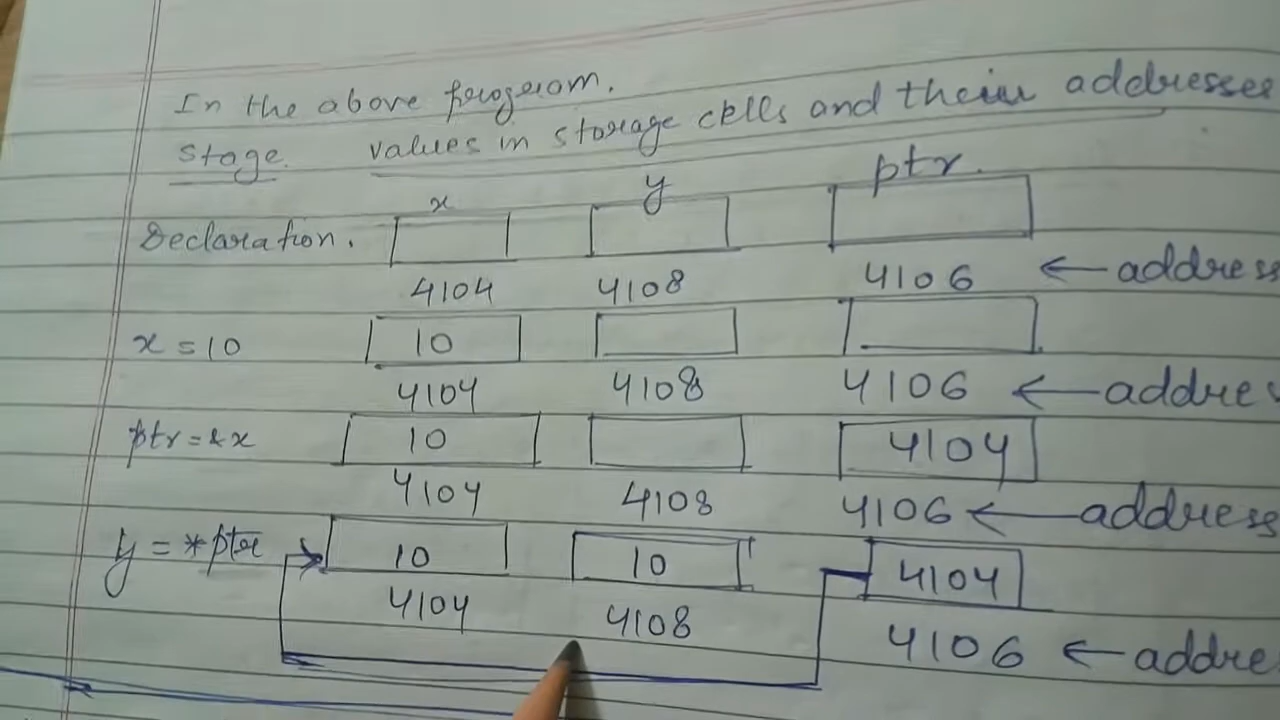 In the above program.
Stage. values in storage cells and their addresses
x y ptr.
Declaration.
4104 4108 4106 ← address
x = 10 10
4104 4108 4106 ← addres
ptr = & x 10 4104
4104 4108 4106 ← address
y = *ptr 10 10 4104
4104 4108 4106 ← addre